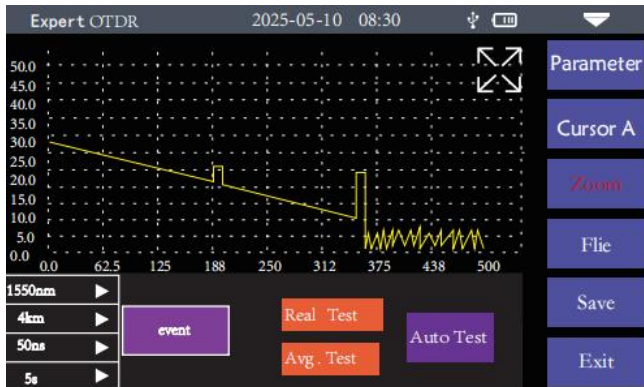 Expert OTDR 2025-05-10 08:30
50.0
45.0
40.0
35.0
30.0
25.0
20.0
15.0
10.0
5.0
0.0
0.0 62.5 125 188 250 312 375 438 500
Parameter
Cursor A
Zoom
Flie
Save
Exit
1550nm
4km
50ns
5s
event
Real Test
Avg . Test
Auto Test